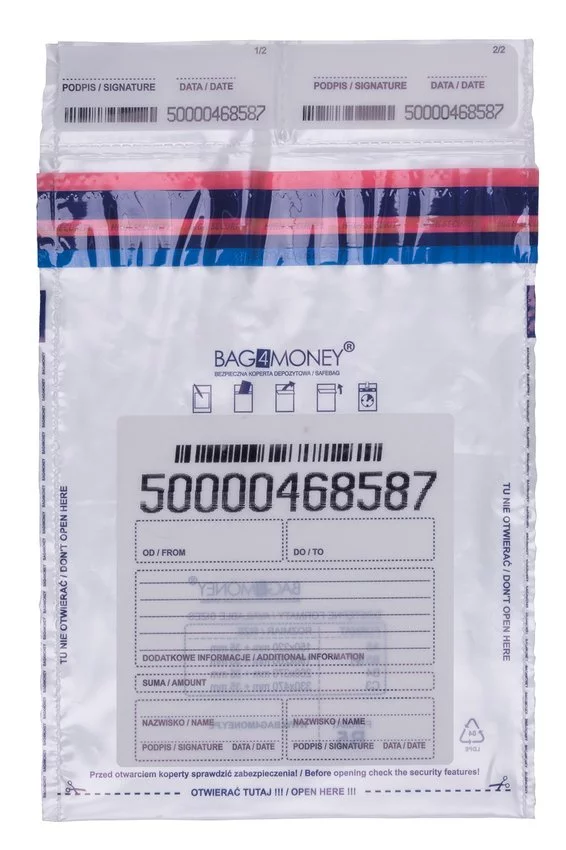 1/2
2/2
PODPIS / SIGNATURE DATA / DATE
PODPIS / SIGNATURE DATA / DATE
50000468587
50000468587
BAG4MONEY®
BEZPIECZNA KOPERTA DEPOZYTOWA / SAFEBAG
50000468587
OD / FROM
DO / TO
TU NIE OTWIERAĆ / DON'T OPEN HERE
TU NIE OTWIERAĆ / DON'T OPEN HERE
BAG4MONEY
DODATKOWE INFORMACJE / ADDITIONAL INFORMATION
SUMA / AMOUNT
NAZWISKO / NAME
NAZWISKO / NAME
PODPIS / SIGNATURE DATA / DATE
PODPIS / SIGNATURE DATA / DATE
04
LDPE
Przed otwarciem koperty sprawdzić zabezpieczenia! / Before opening check the security features!
OTWIERAĆ TUTAJ !!! / OPEN HERE !!!